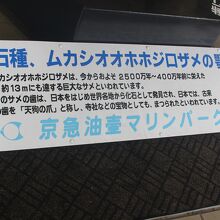 石種、ムカシオオホホジロザメの
カシオオホホジロザメは、今からおよそ2500万年~400万年前に栄えた
約13mにも達する巨大なサメといわれています。
のサメの歯は、日本をはじめ世界各地から化石として発見され、日本では、古来
歯を「天狗の爪」と称し、寺社などの宝物としても、まつられたといわれています。
京急油壺マリンパーク